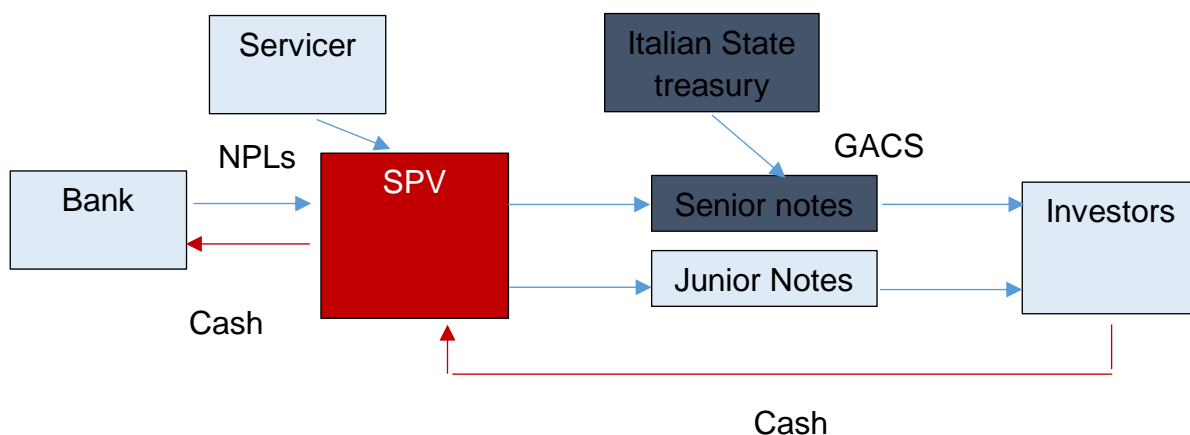 Servicer
Italian State
treasury
NPLs
GACS
SPV
Bank
Senior notes
Investors
Junior Notes
Cash
Cash